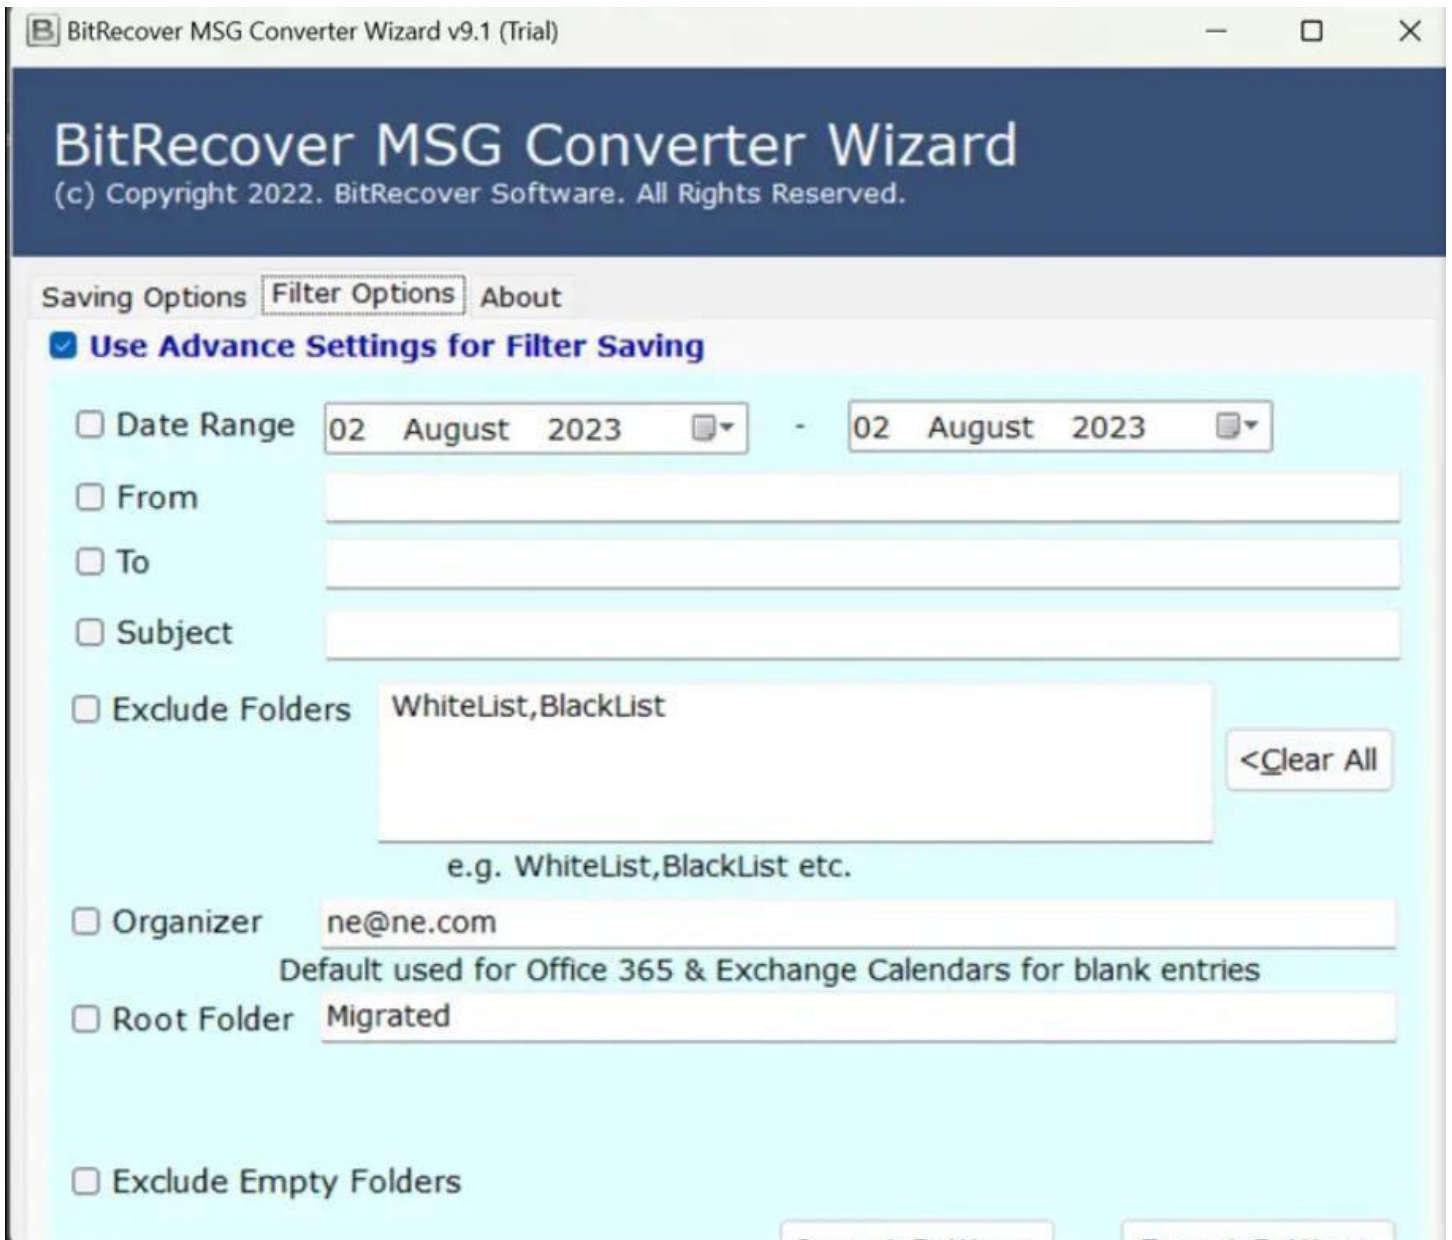 BitRecover MSG Converter Wizard v9.1 (Trial)
BitRecover MSG Converter Wizard
(c) Copyright 2022. BitRecover Software. All Rights Reserved.
Saving Options Filter Options About
Use Advance Settings for Filter Saving
Date Range 02 August 2023 - 02 August 2023
From
To
Subject
Exclude Folders WhiteList,BlackList
<Clear All
e.g. WhiteList,BlackList etc.
Organizer ne@ne.com
Default used for Office 365 & Exchange Calendars for blank entries
Root Folder Migrated
Exclude Empty Folders